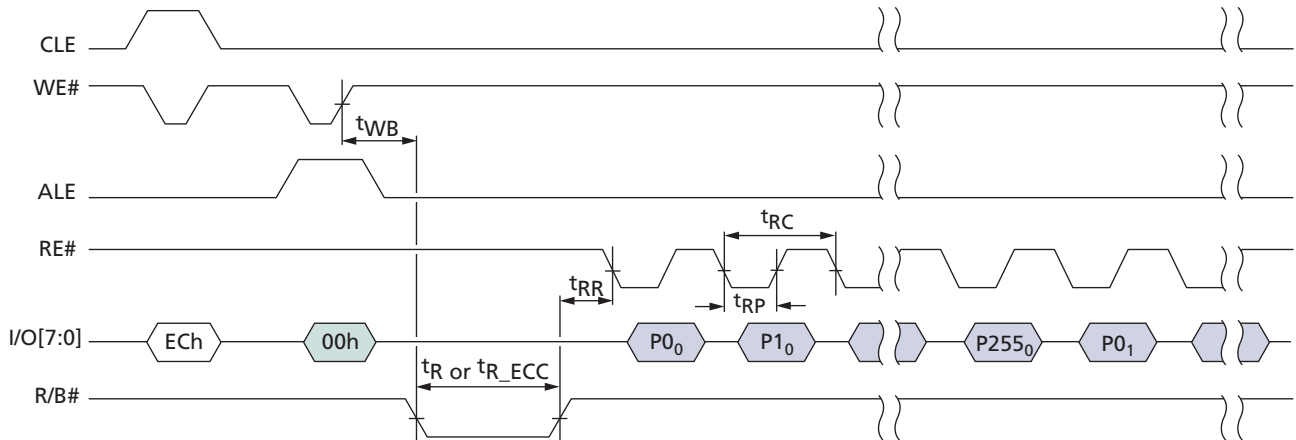 CLE
WE#
tWB
ALE
tRC
RE#
tRR
tRP
I/O[7:0]
ECh
00h
P0₀
P1₀
P255₀
P0₁
tR or tR_ECC
R/B#